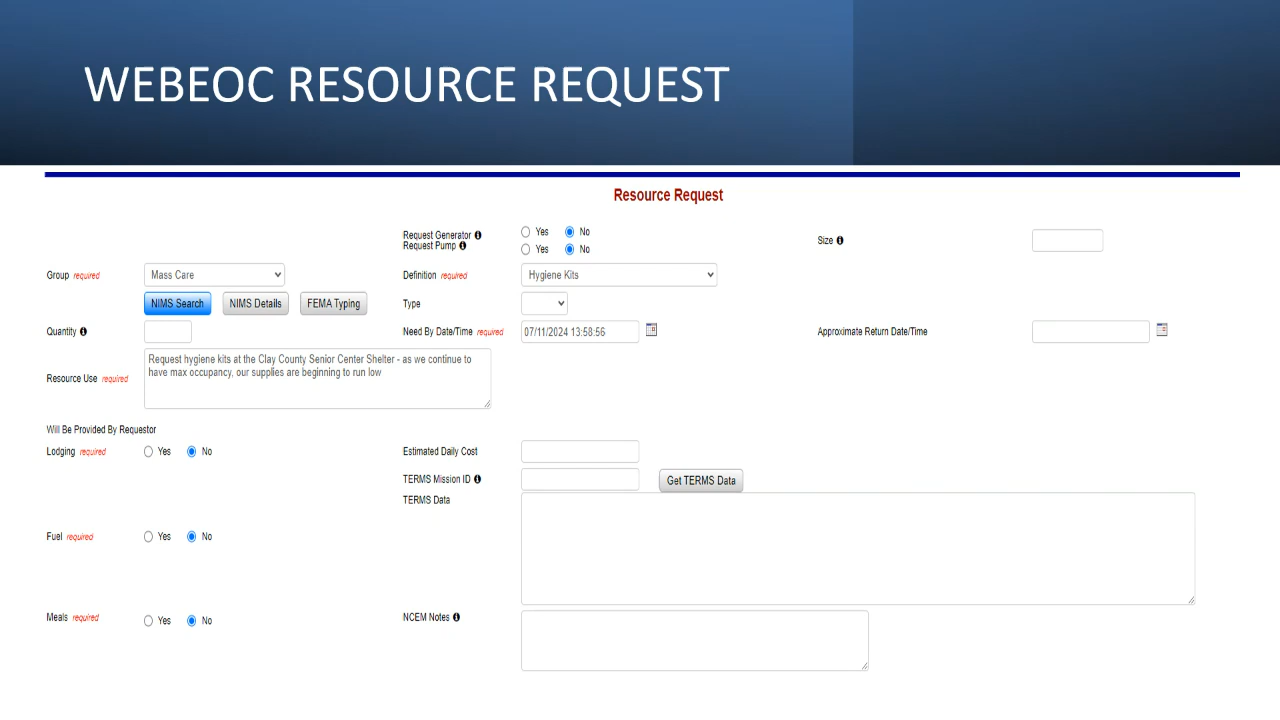 WEBEOC RESOURCE REQUEST
Resource Request
Request Generator Yes No
Request Pump Yes No
Size
Group required Mass Care Definition required Hygiene Kits
NIMS Search NIMS Details FEMA Typing Type
Quantity Need By Date/Time required 07/11/2024 13:58:56 Approximate Return Date/Time
Resource Use required
Request hygiene kits at the Clay County Senior Center Shelter - as we continue to
have max occupancy, our supplies are beginning to run low
Will Be Provided By Requestor
Lodging required Yes No Estimated Daily Cost
TERMS Mission ID Get TERMS Data
TERMS Data
Fuel required Yes No
Meals required Yes No NCEM Notes